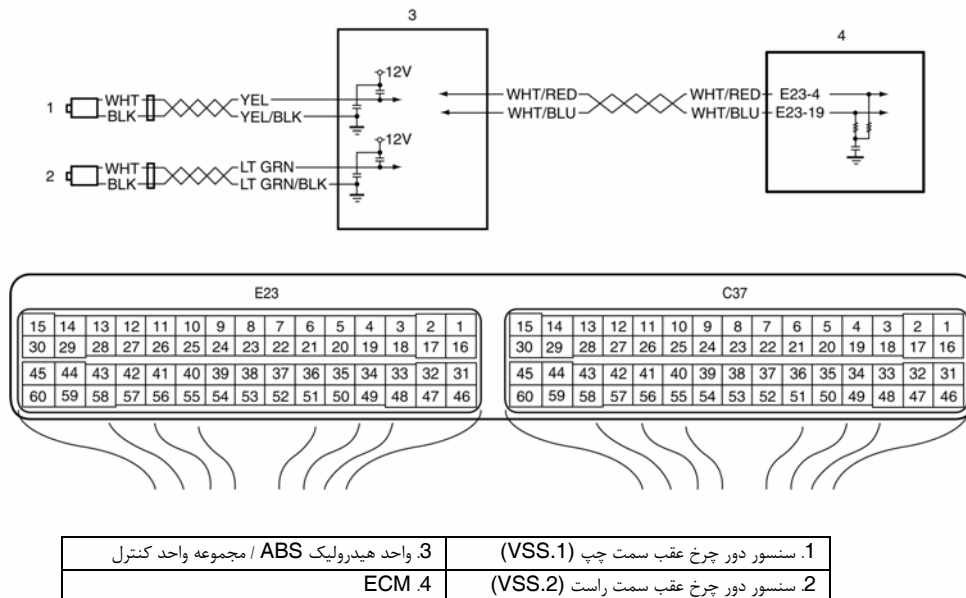 3
4
12V
1 WHT YEL
BLK YEL/BLK
WHT/RED WHT/RED E23-4
WHT/BLU WHT/BLU E23-19
12V
2 WHT LT GRN
BLK LT GRN/BLK
E23 C37
15 14 13 12 11 10 9 8 7 6 5 4 3 2 1 15 14 13 12 11 10 9 8 7 6 5 4 3 2 1
30 29 28 27 26 25 24 23 22 21 20 19 18 17 16 30 29 28 27 26 25 24 23 22 21 20 19 18 17 16
45 44 43 42 41 40 39 38 37 36 35 34 33 32 31 45 44 43 42 41 40 39 38 37 36 35 34 33 32 31
60 59 58 57 56 55 54 53 52 51 50 49 48 47 46 60 59 58 57 56 55 54 53 52 51 50 49 48 47 46
1. سنسور دور چرخ عقب سمت چپ (VSS.1) 3. واحد هیدرولیک ABS / مجموعه واحد کنترل
2. سنسور دور چرخ عقب سمت راست (VSS.2) 4. ECM